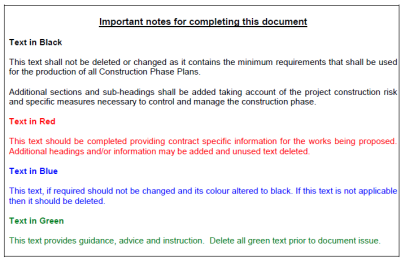 Important notes for completing this document
Text in Black
This text shall not be deleted or changed as it contains the minimum requirements that shall be used
for the production of all Construction Phase Plans.
Additional sections and sub-headings shall be added taking account of the project construction risk
and specific measures necessary to control and manage the construction phase.
Text in Red
This text should be completed providing contract specific information for the works being proposed.
Additional headings and/or information may be added and unused text deleted.
Text in Blue
This text, if required should not be changed and its colour altered to black. If this text is not applicable
then it should be deleted.
Text in Green
This text provides guidance, advice and instruction.  Delete all green text prior to document issue.